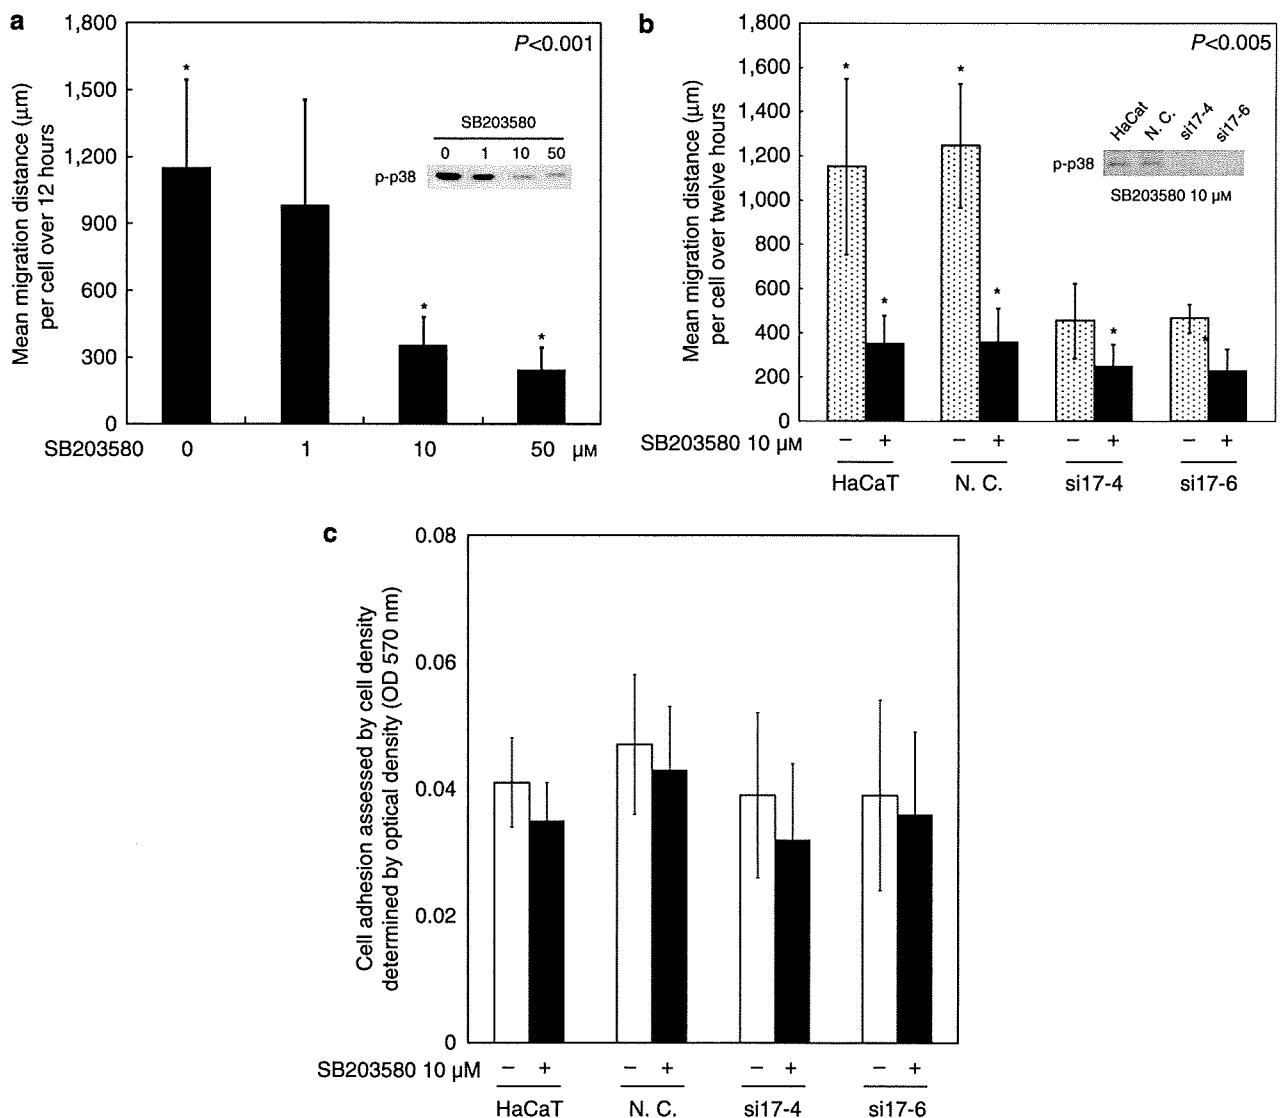 a
1,800
1,500
1,200
900
600
300
0
Mean migration distance (μm)
per cell over 12 hours
P<0.001
*
*
*
SB203580
0 1 10 50
p-p38
SB203580 0 1 10 50 μM
b
1,800
1,600
1,400
1,200
1,000
800
600
400
200
0
Mean migration distance (μm)
per cell over twelve hours
P<0.005
*
*
*
*
*
*
HaCat
N. C.
si17-4
si17-6
p-p38
SB203580 10 μM
SB203580 10 μM − + − + − + − +
HaCaT N. C. si17-4 si17-6
c
0.08
0.06
0.04
0.02
0
Cell adhesion assessed by cell density
determined by optical density (OD 570 nm)
SB203580 10 μM − + − + − + − +
HaCaT N. C. si17-4 si17-6